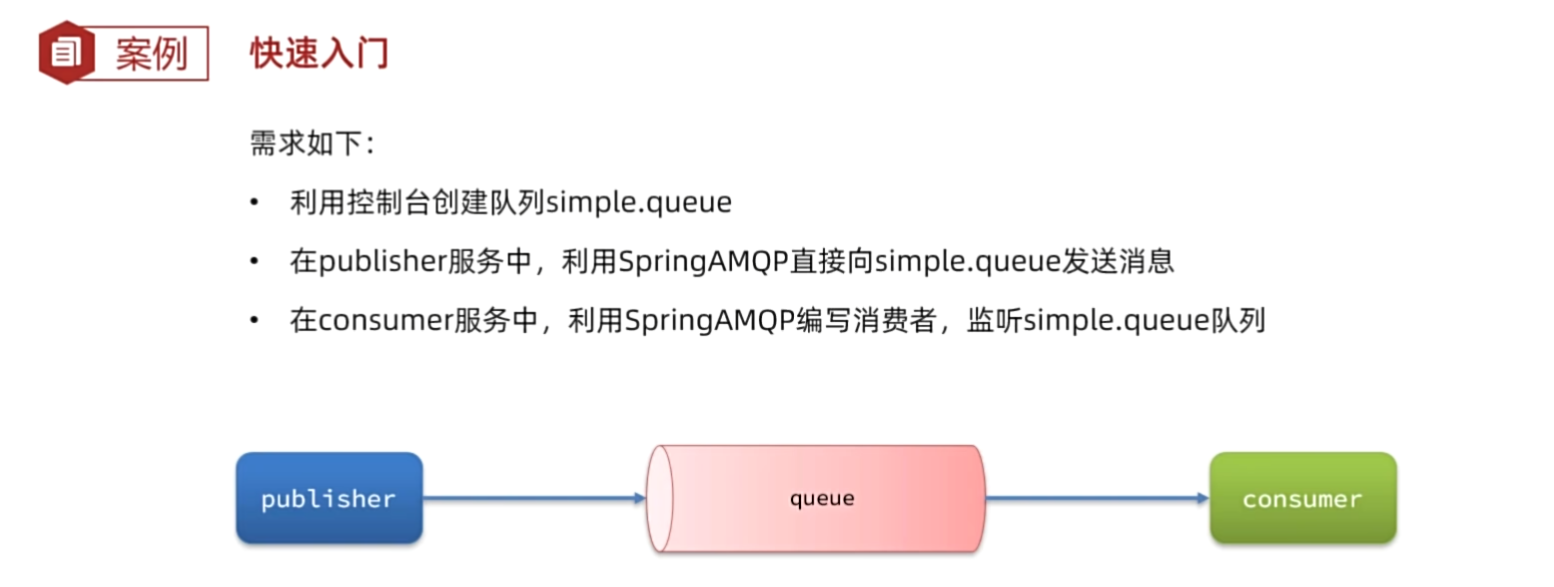 案例 快速入门
需求如下：
• 利用控制台创建队列simple.queue
• 在publisher服务中，利用SpringAMQP直接向simple.queue发送消息
• 在consumer服务中，利用SpringAMQP编写消费者，监听simple.queue队列
publisher queue consumer